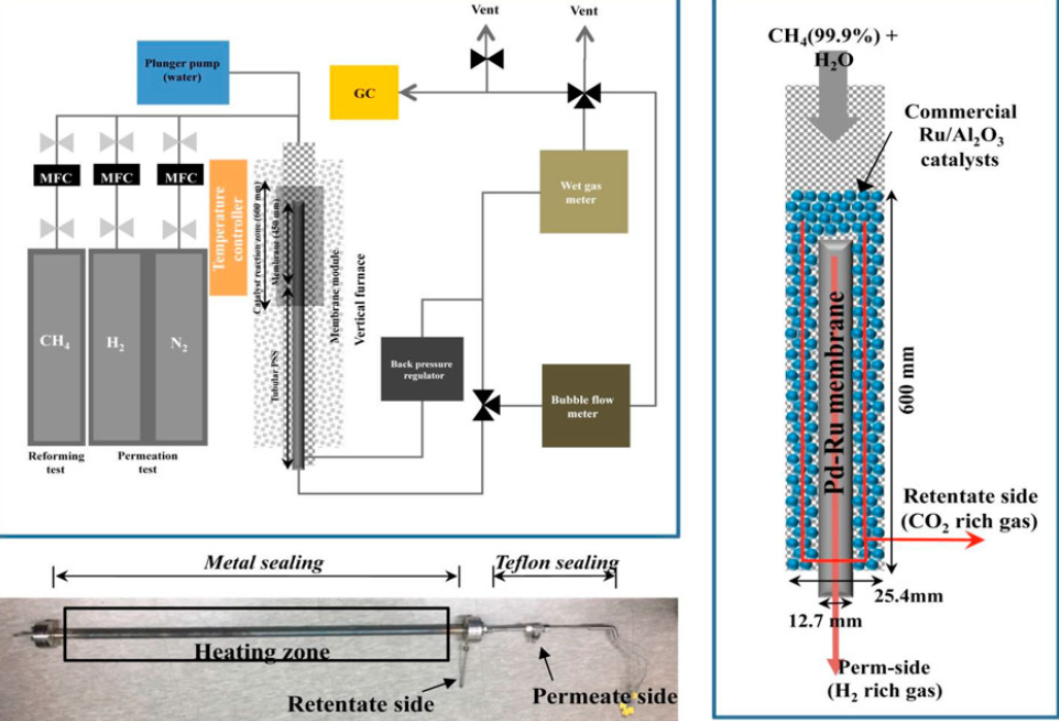 Vent
Vent
Plunger pump
(water)
GC
MFC
MFC
MFC
Temperature
controller
Catalyst reaction zone (600 mm)
Membrane (450 mm)
Tubular PSS
Membrane module
Vertical furnace
Wet gas
meter
Back pressure
regulator
Bubble flow
meter
CH₄
H₂
N₂
Reforming
test
Permeation
test
Metal sealing
Teflon sealing
Heating zone
Retentate side
Permeate side
CH₄(99.9%) +
H₂O
Commercial
Ru/Al₂O₃
catalysts
Pd-Ru membrane
600 mm
Retentate side
(CO₂ rich gas)
25.4mm
12.7 mm
Perm-side
(H₂ rich gas)